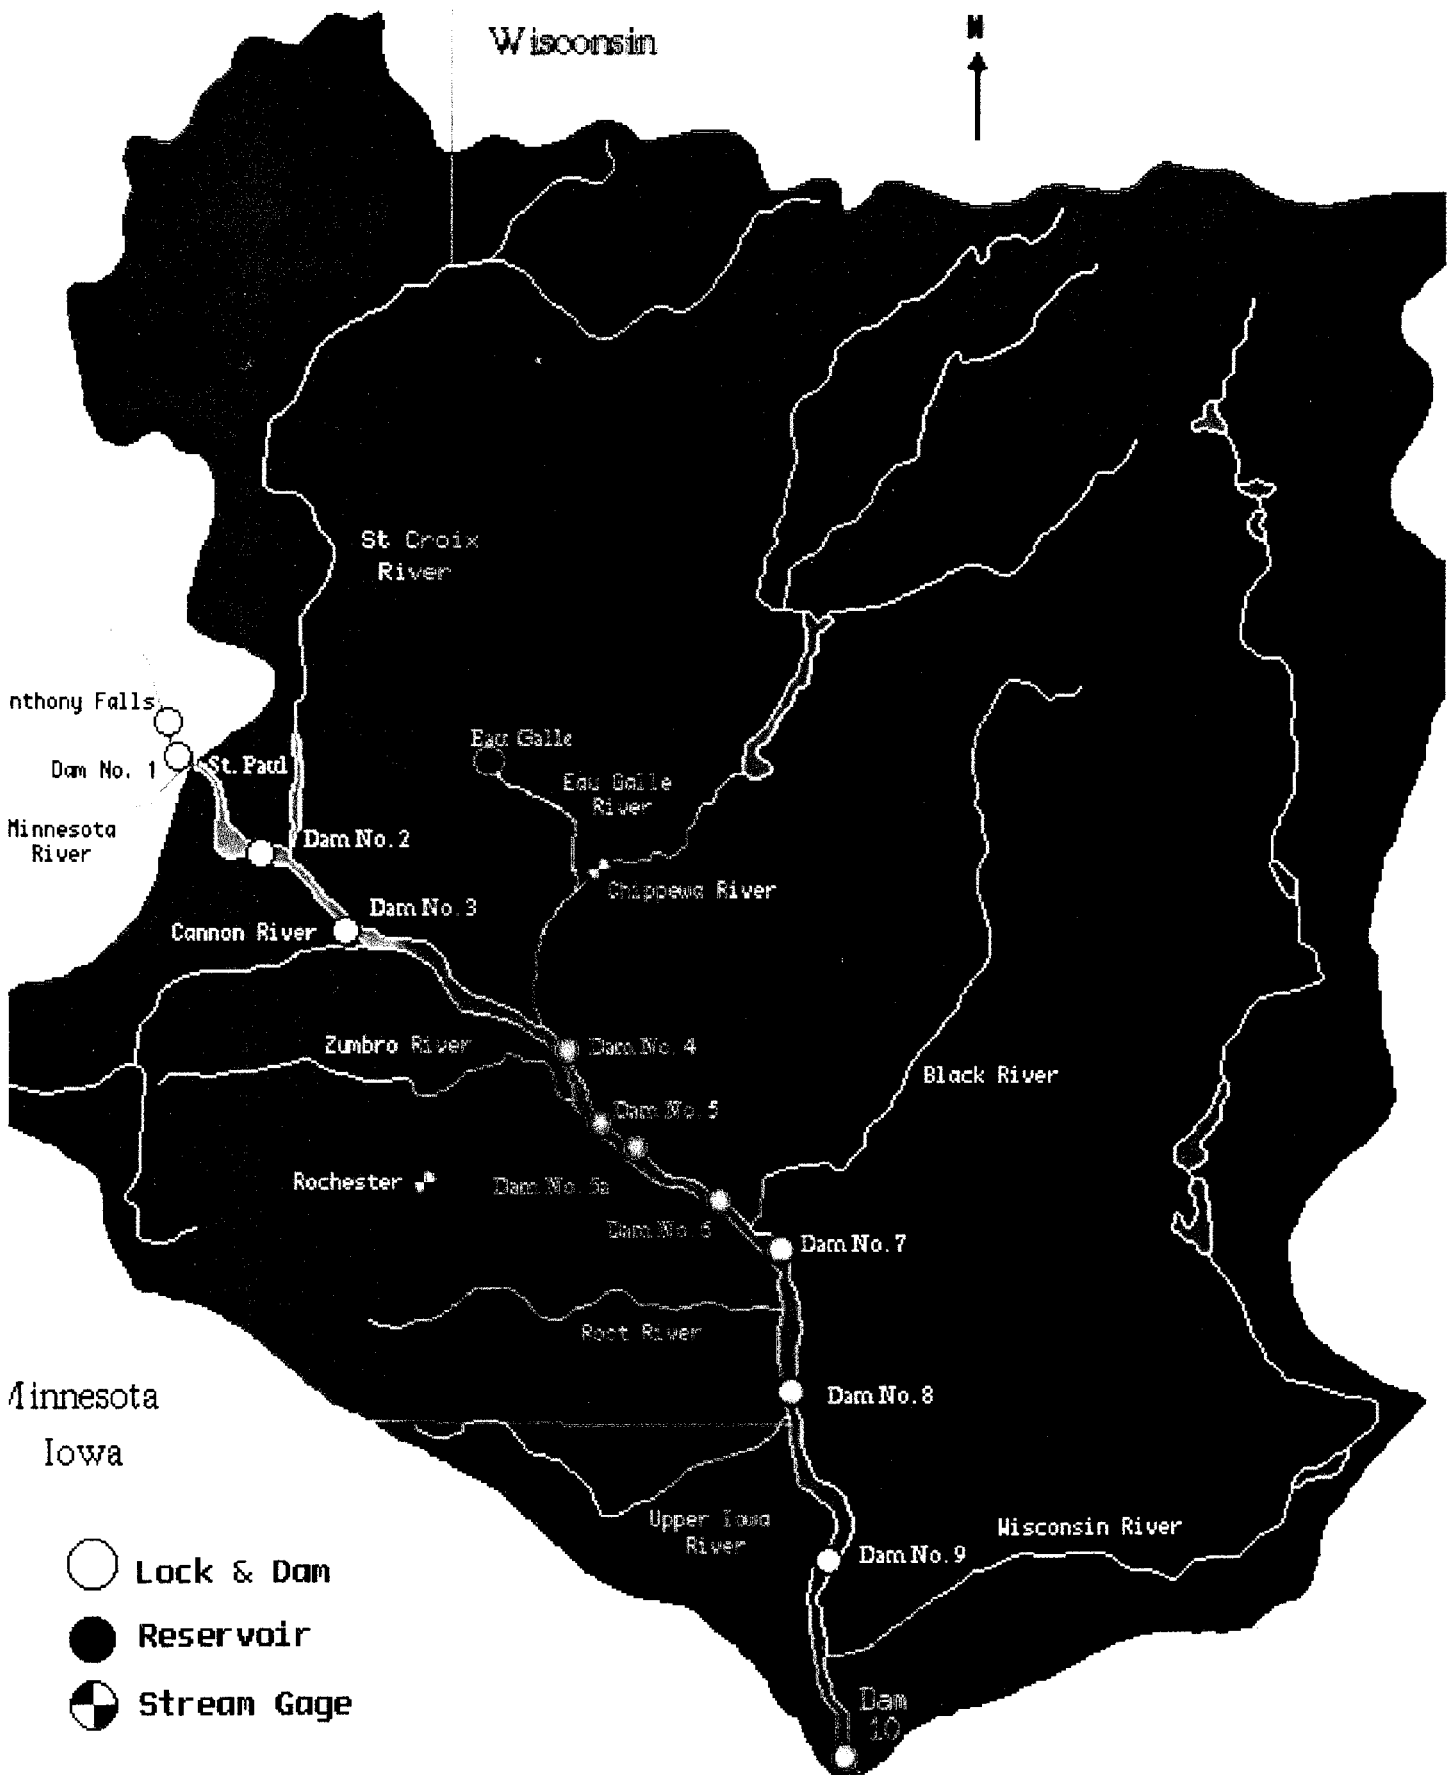 Wisconsin
N
St Croix
River
nthony Falls
Dam No. 1
St. Paul
Eau Galle
Eau Galle
River
Minnesota
River
Dam No. 2
Chippewa River
Dam No. 3
Cannon River
Zumbro River
Dam No. 4
Black River
Dam No. 5
Rochester
Dam No. 5a
Dam No. 6
Dam No. 7
Root River
Minnesota
Iowa
Dam No. 8
Upper Iowa
River
Wisconsin River
Dam No. 9
Lock & Dam
Reservoir
Stream Gage
Dam
10